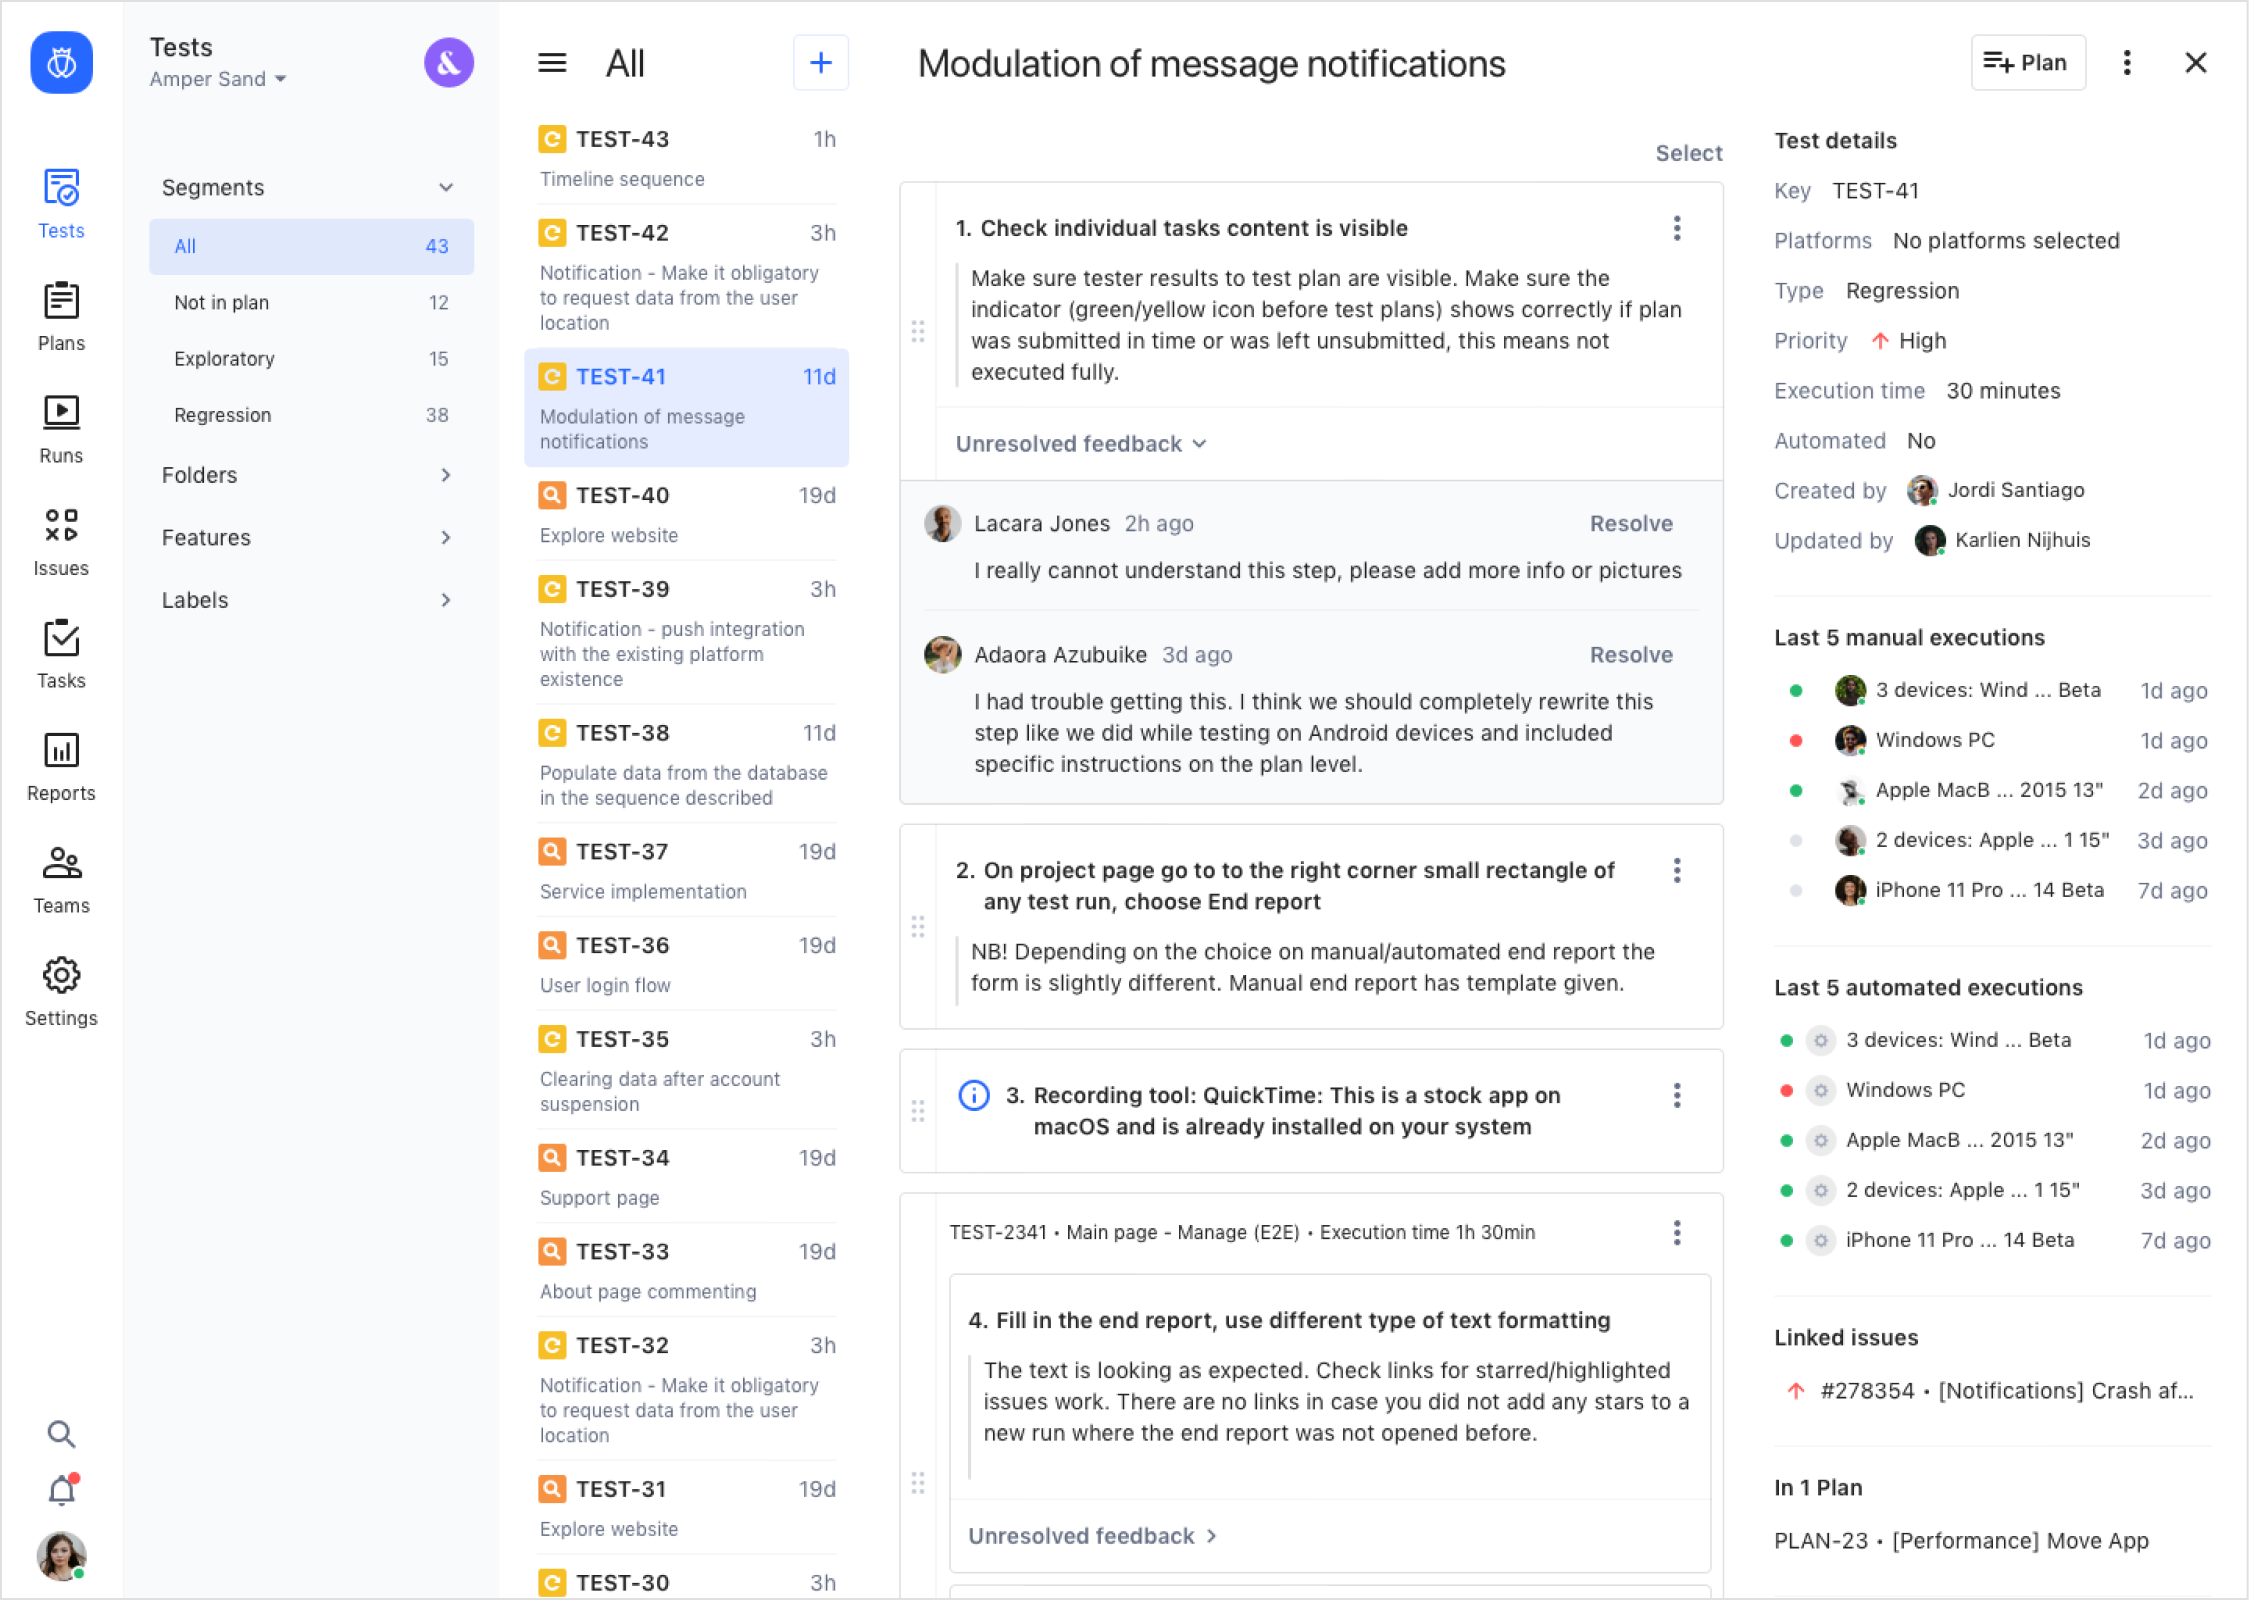 Tests
Amper Sand
&
Tests
Plans
Runs
Issues
Tasks
Reports
Teams
Settings
Segments
All 43
Not in plan 12
Exploratory 15
Regression 38
Folders
Features
Labels
All
+
TEST-43 1h
Timeline sequence
TEST-42 3h
Notification - Make it obligatory
to request data from the user
location
TEST-41 11d
Modulation of message
notifications
TEST-40 19d
Explore website
TEST-39 3h
Notification - push integration
with the existing platform
existence
TEST-38 11d
Populate data from the database
in the sequence described
TEST-37 19d
Service implementation
TEST-36 19d
User login flow
TEST-35 3h
Clearing data after account
suspension
TEST-34 19d
Support page
TEST-33 19d
About page commenting
TEST-32 3h
Notification - Make it obligatory
to request data from the user
location
TEST-31 19d
Explore website
TEST-30 3h
Modulation of message notifications
Plan
Select
1. Check individual tasks content is visible
Make sure tester results to test plan are visible. Make sure the
indicator (green/yellow icon before test plans) shows correctly if plan
was submitted in time or was left unsubmitted, this means not
executed fully.
Unresolved feedback
Lacara Jones 2h ago Resolve
I really cannot understand this step, please add more info or pictures
Adaora Azubuike 3d ago Resolve
I had trouble getting this. I think we should completely rewrite this
step like we did while testing on Android devices and included
specific instructions on the plan level.
2. On project page go to to the right corner small rectangle of
any test run, choose End report
NB! Depending on the choice on manual/automated end report the
form is slightly different. Manual end report has template given.
3. Recording tool: QuickTime: This is a stock app on
macOS and is already installed on your system
TEST-2341 • Main page - Manage (E2E) • Execution time 1h 30min
4. Fill in the end report, use different type of text formatting
The text is looking as expected. Check links for starred/highlighted
issues work. There are no links in case you did not add any stars to a
new run where the end report was not opened before.
Unresolved feedback
Test details
Key TEST-41
Platforms No platforms selected
Type Regression
Priority High
Execution time 30 minutes
Automated No
Created by Jordi Santiago
Updated by Karlien Nijhuis
Last 5 manual executions
3 devices: Wind ... Beta 1d ago
Windows PC 1d ago
Apple MacB ... 2015 13" 2d ago
2 devices: Apple ... 1 15" 3d ago
iPhone 11 Pro ... 14 Beta 7d ago
Last 5 automated executions
3 devices: Wind ... Beta 1d ago
Windows PC 1d ago
Apple MacB ... 2015 13" 2d ago
2 devices: Apple ... 1 15" 3d ago
iPhone 11 Pro ... 14 Beta 7d ago
Linked issues
#278354 • [Notifications] Crash af...
In 1 Plan
PLAN-23 • [Performance] Move App